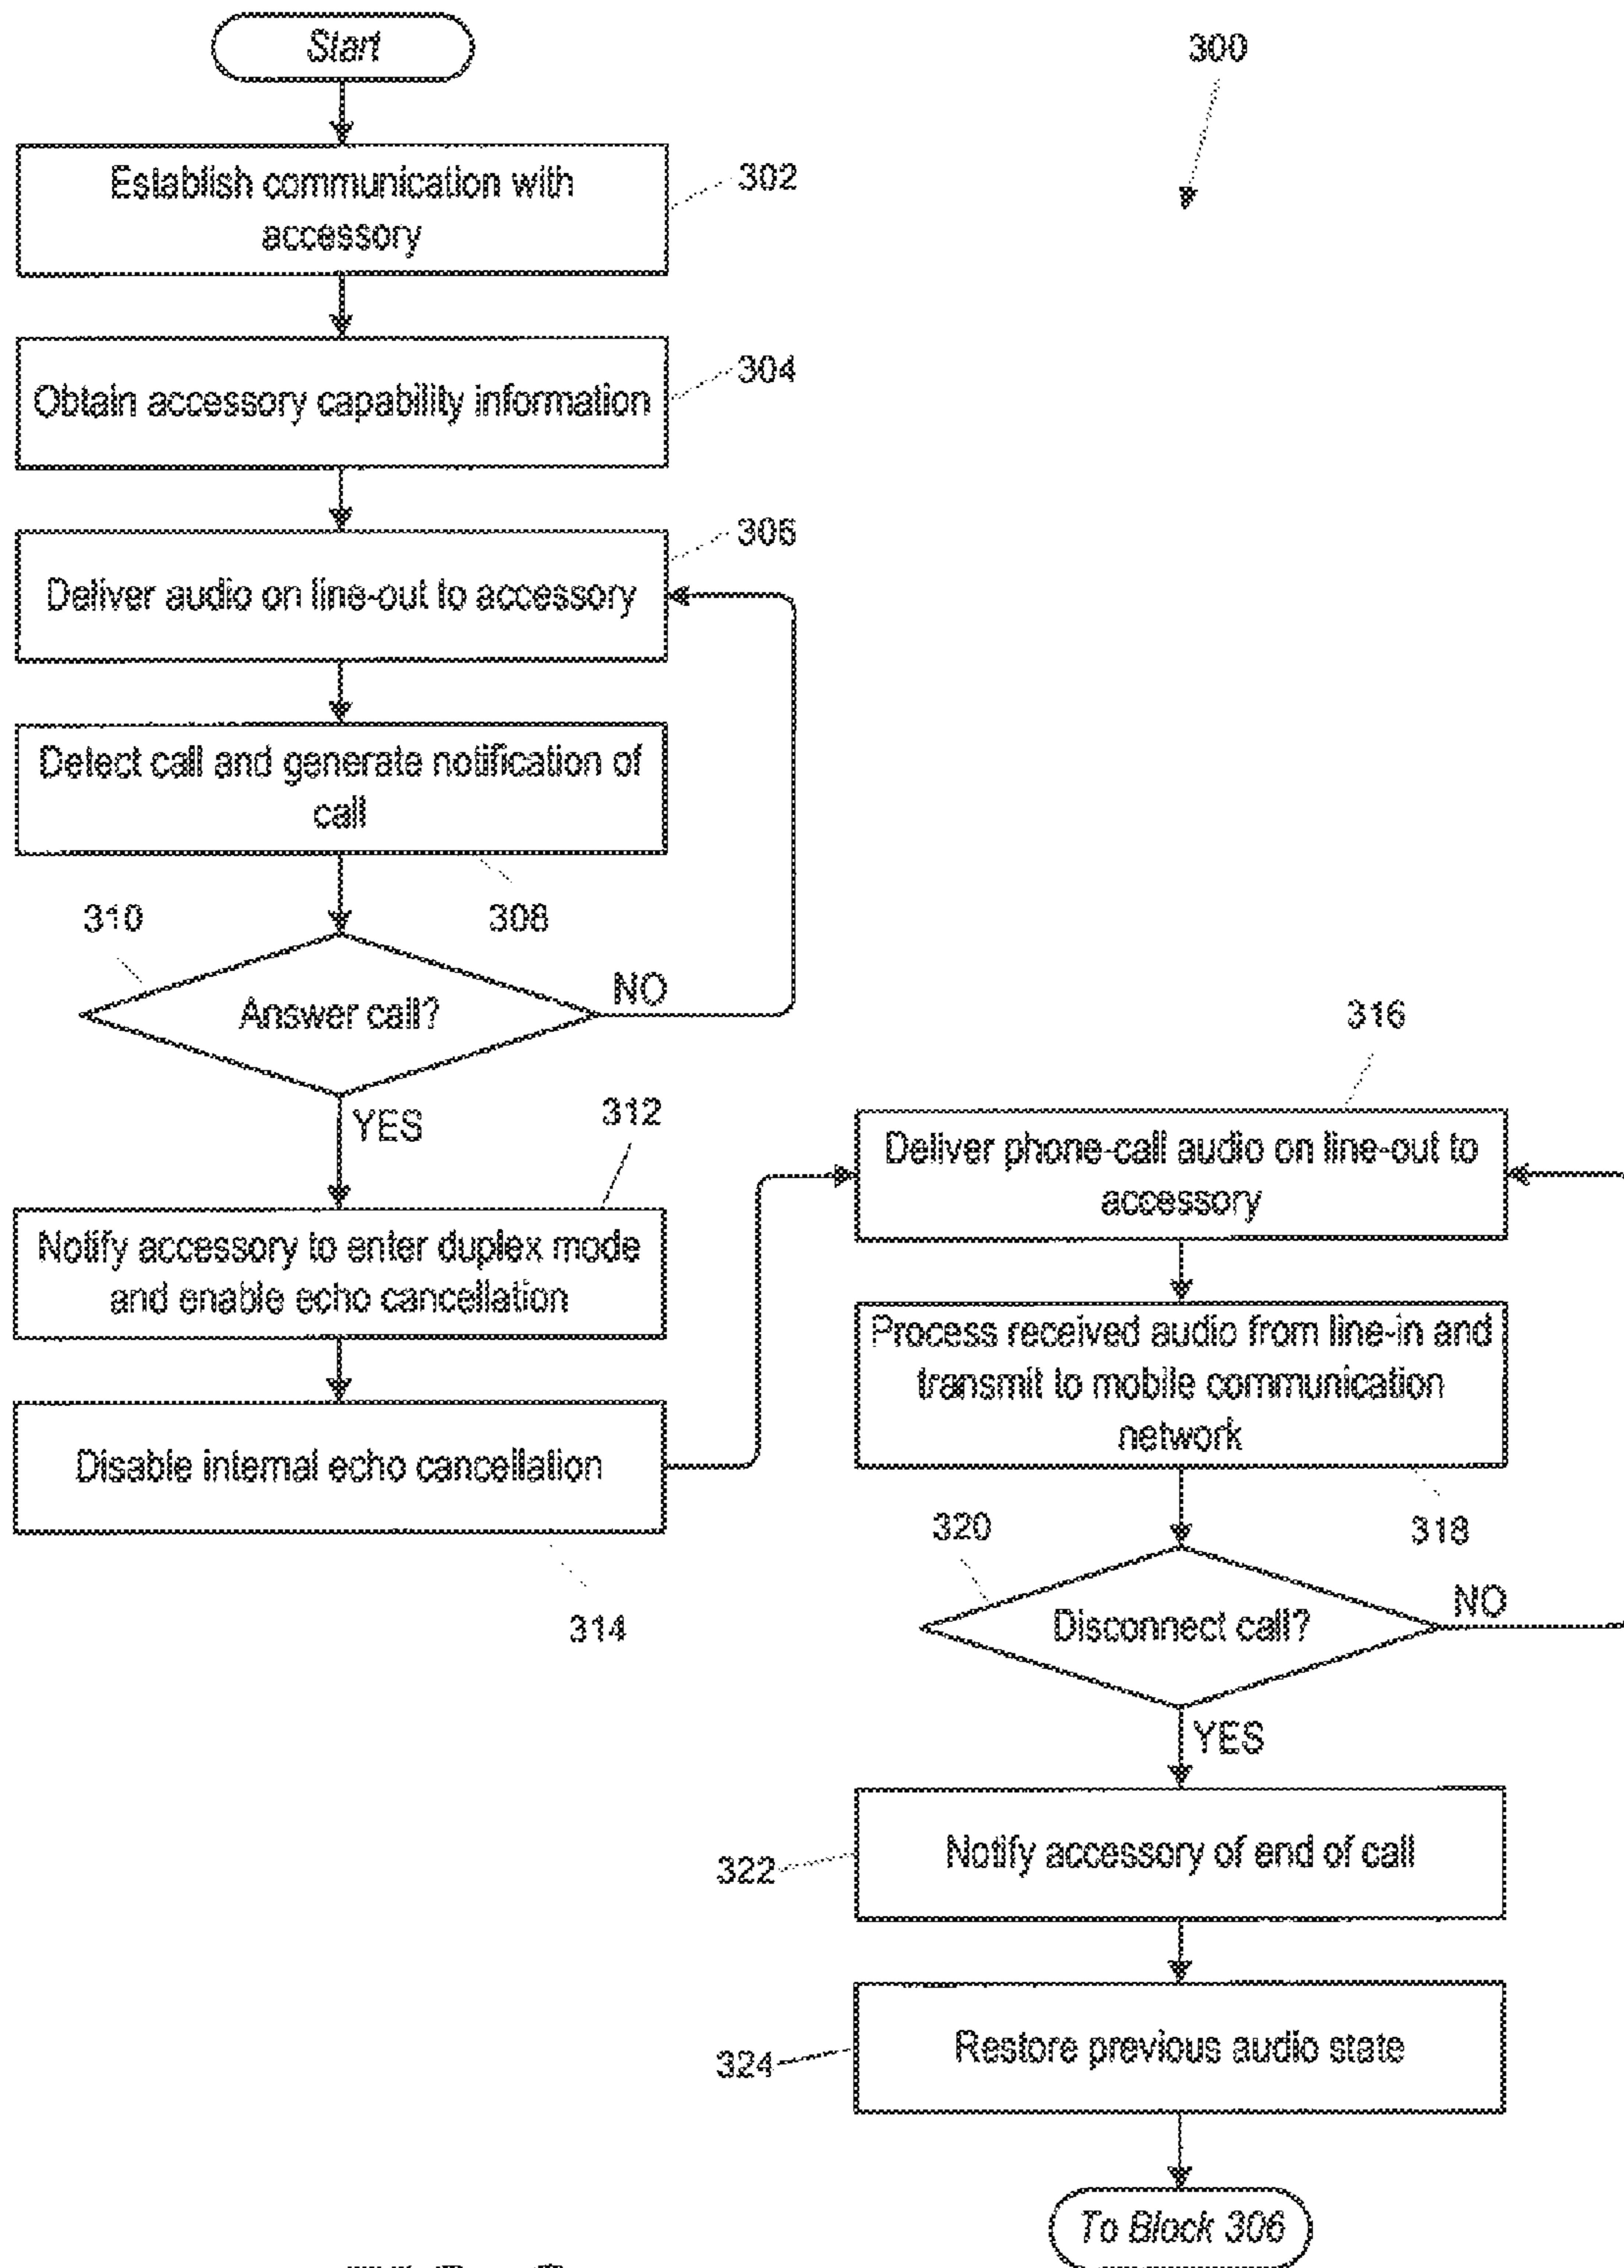 Start
300
Establish communication with
accessory
302
Obtain accessory capability information
304
Deliver audio on line-out to accessory
306
Detect call and generate notification of
call
308
310
Answer call?
NO
YES
312
Notify accessory to enter duplex mode
and enable echo cancellation
Disable internal echo cancellation
314
316
Deliver phone-call audio on line-out to
accessory
Process received audio from line-in and
transmit to mobile communication
network
318
320
Disconnect call?
NO
YES
Notify accessory of end of call
322
Restore previous audio state
324
To Block 306